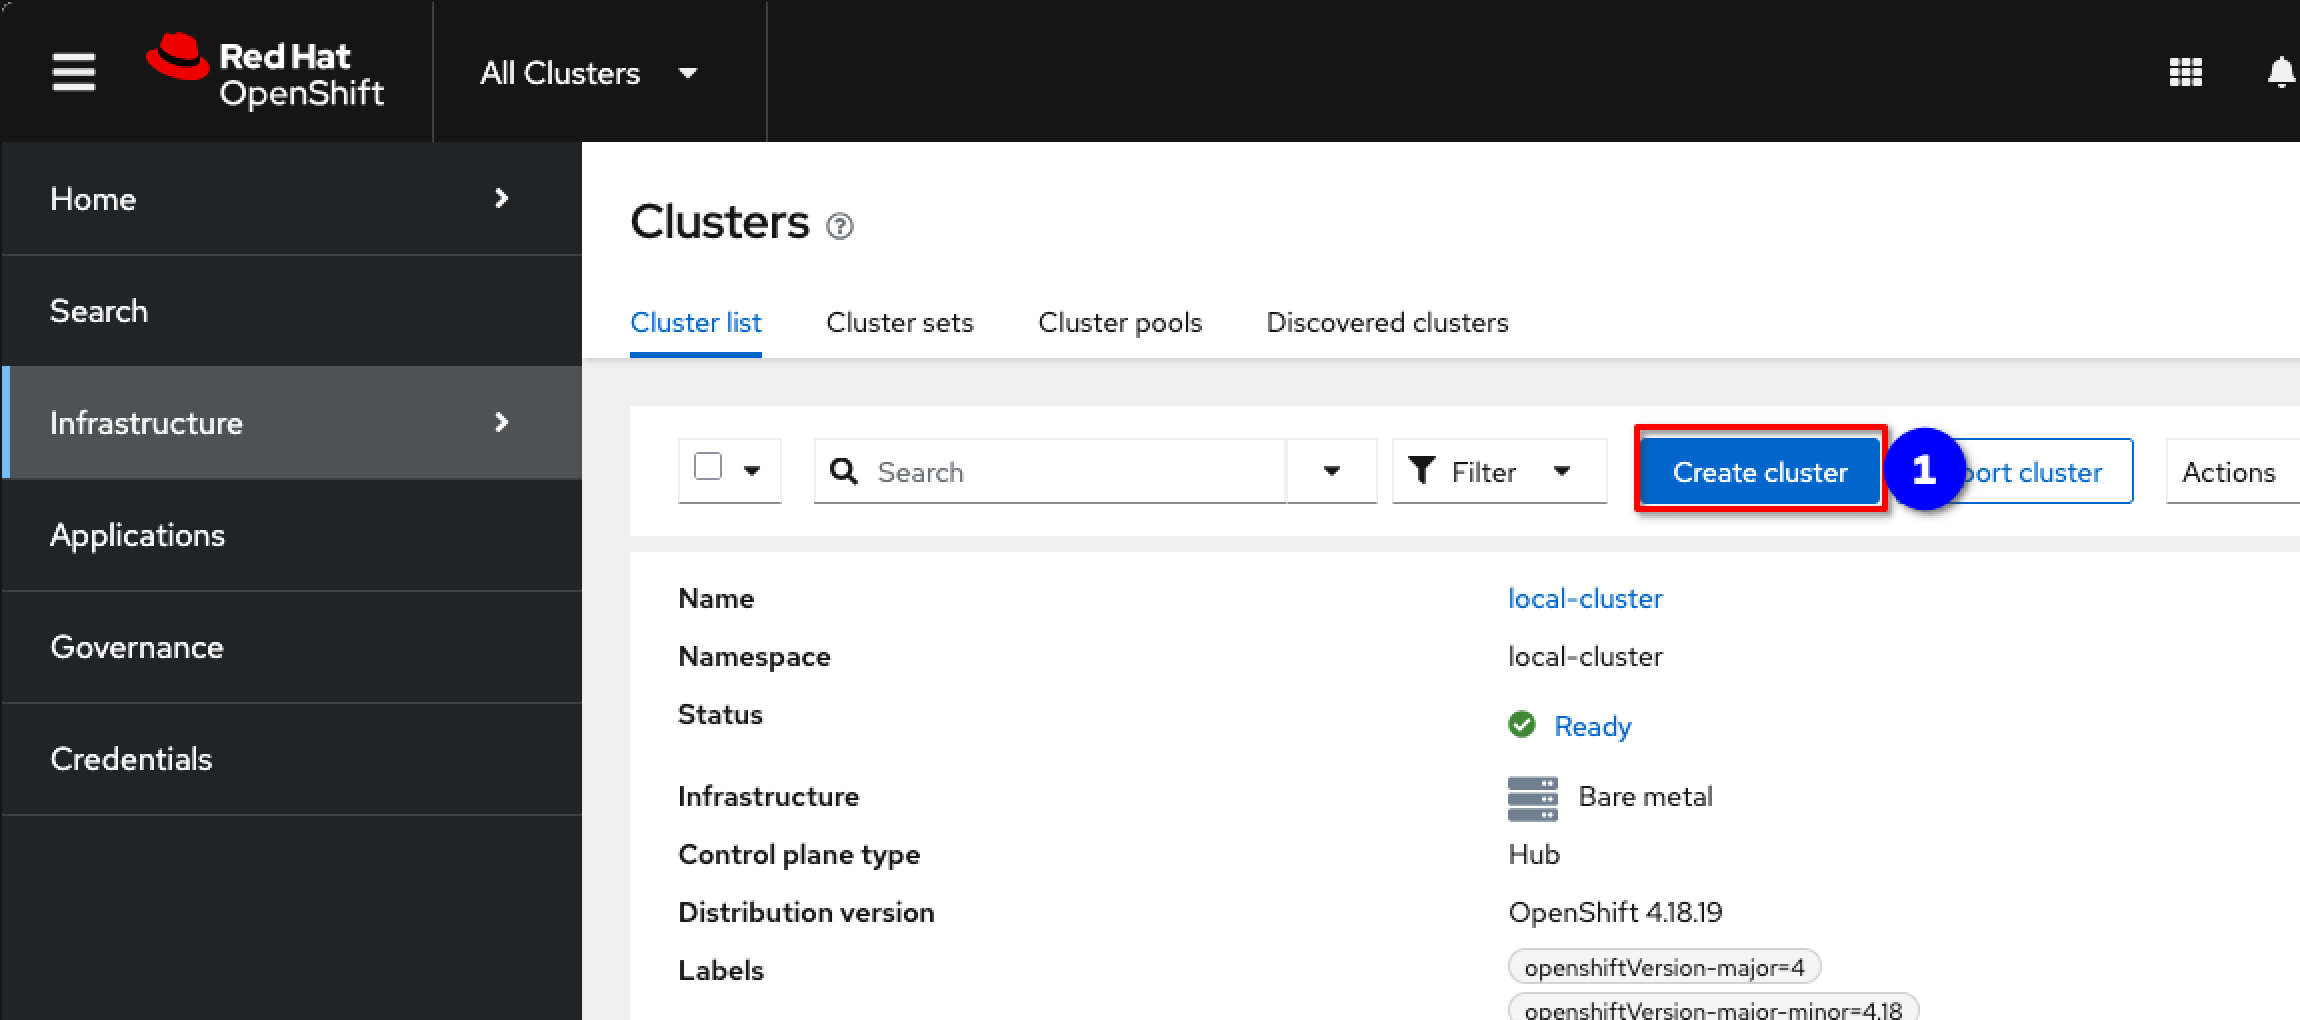 Red Hat
OpenShift
All Clusters
Home
Search
Infrastructure
Applications
Governance
Credentials
Clusters
Cluster list Cluster sets Cluster pools Discovered clusters
Search Filter Create cluster 1 port cluster Actions
Name local-cluster
Namespace local-cluster
Status Ready
Infrastructure Bare metal
Control plane type Hub
Distribution version OpenShift 4.18.19
Labels openshiftVersion-major=4
openshiftVersion-major-minor=4.18